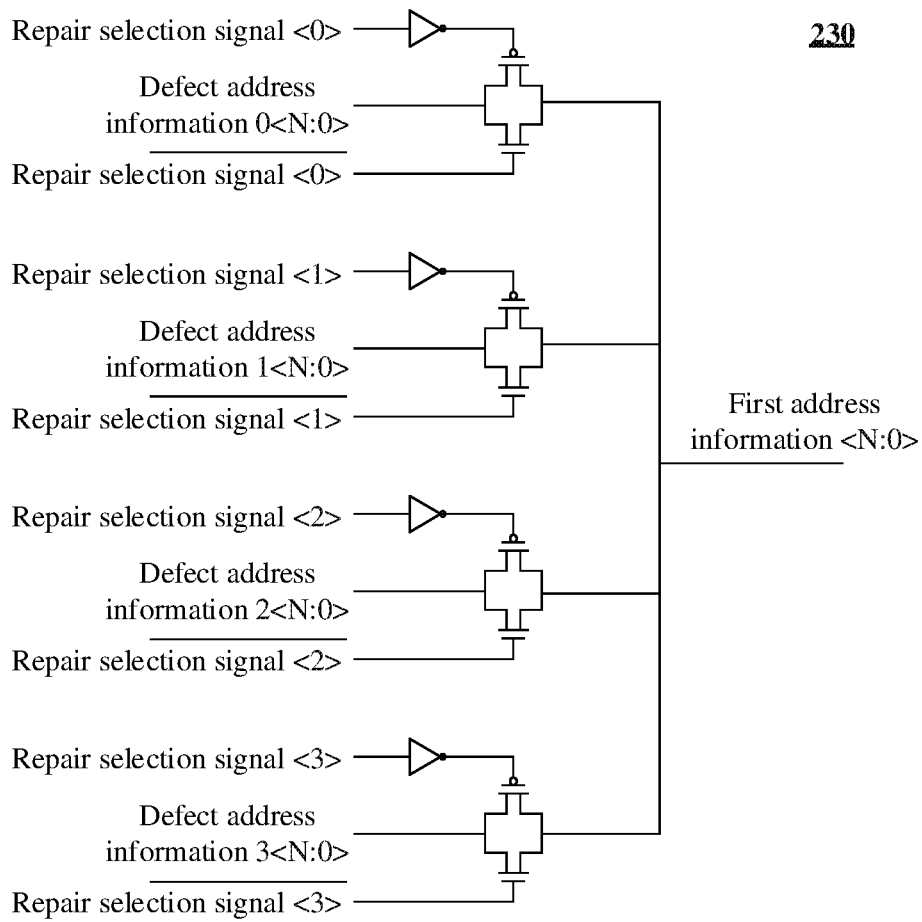 Repair selection signal <0>
230
Defect address
information 0<N:0>
Repair selection signal <0>
Repair selection signal <1>
Defect address
information 1<N:0>
Repair selection signal <1>
First address
information <N:0>
Repair selection signal <2>
Defect address
information 2<N:0>
Repair selection signal <2>
Repair selection signal <3>
Defect address
information 3<N:0>
Repair selection signal <3>